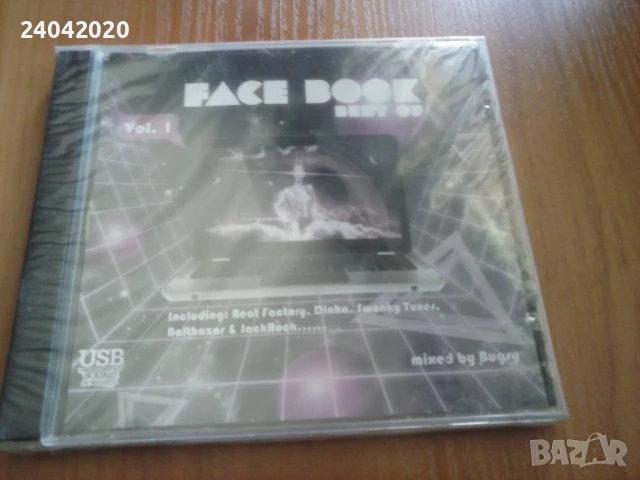 24042020
FACE BOOK
BEST OF
Vol. 1
Including: Beat Factory, Dinka, Swanky Tunes,
Balthazar & JackRock......
mixed by Bugsy
USB
BAZAR